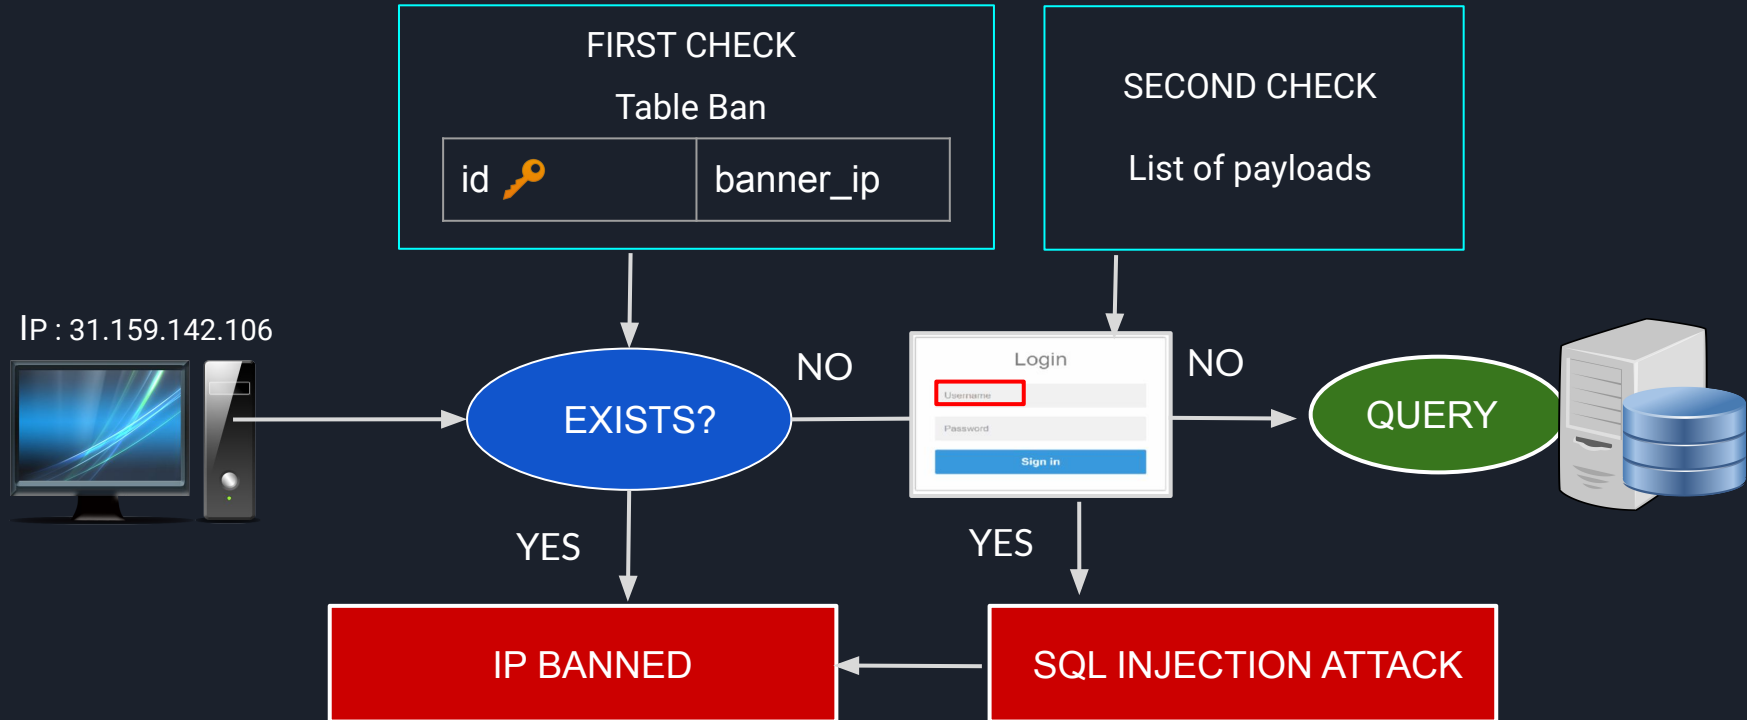 FIRST CHECK
Table Ban
id
banner_ip
SECOND CHECK
List of payloads
IP : 31.159.142.106
EXISTS?
NO
Login
Username
Password
Sign in
NO
QUERY
YES
YES
IP BANNED
SQL INJECTION ATTACK